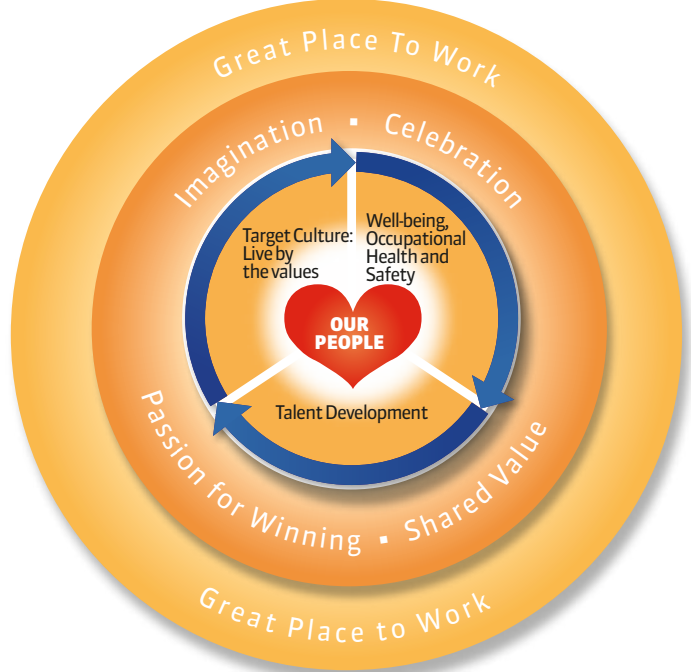 Great Place To Work
Imagination ▪ Celebration
Target Culture:
Live by
the values
Well-being,
Occupational
Health and
Safety
OUR
PEOPLE
Talent Development
Passion for Winning ▪ Shared Value
Great Place to Work